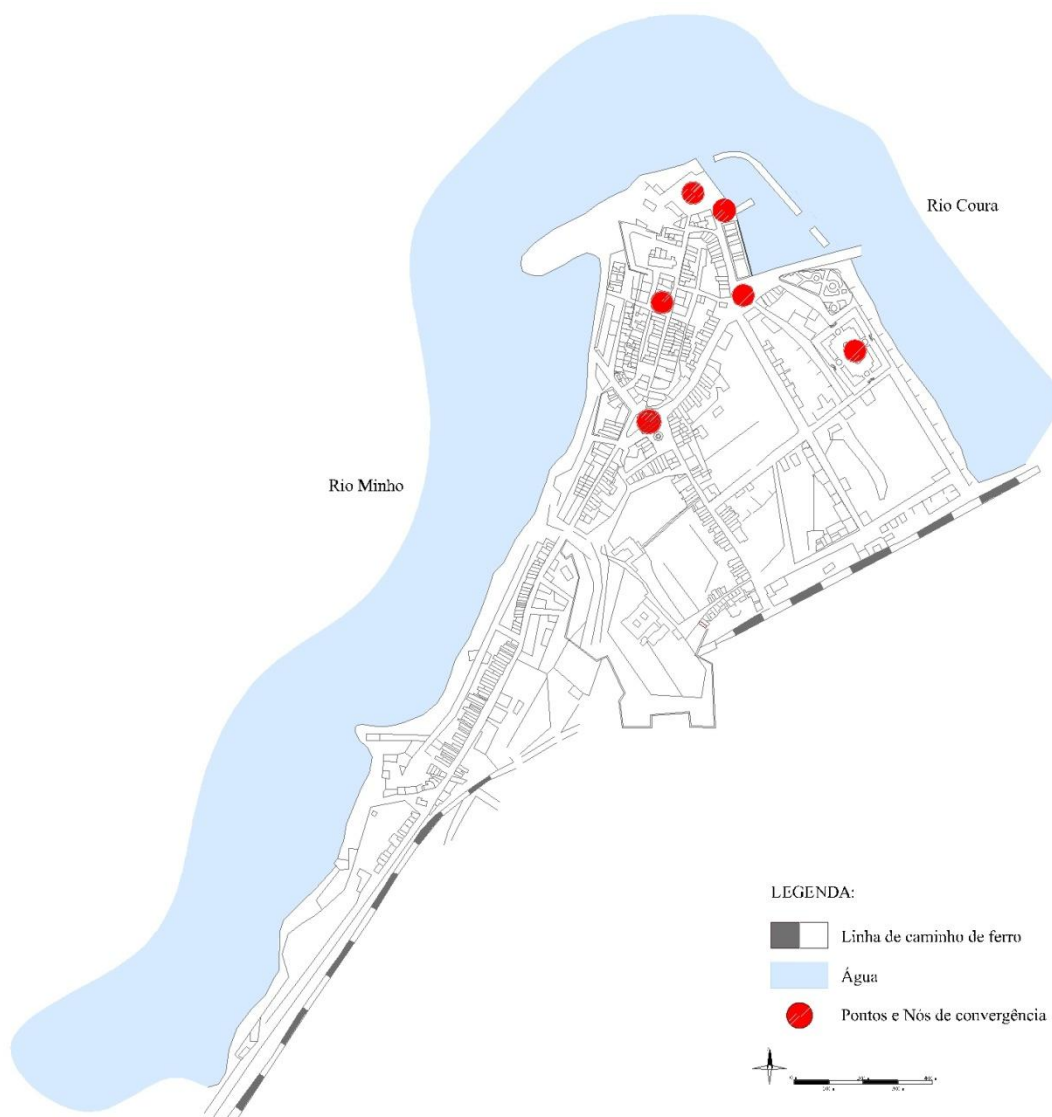 Rio Coura
Rio Minho
LEGENDA:
Linha de caminho de ferro
Água
Pontos e Nós de convergência